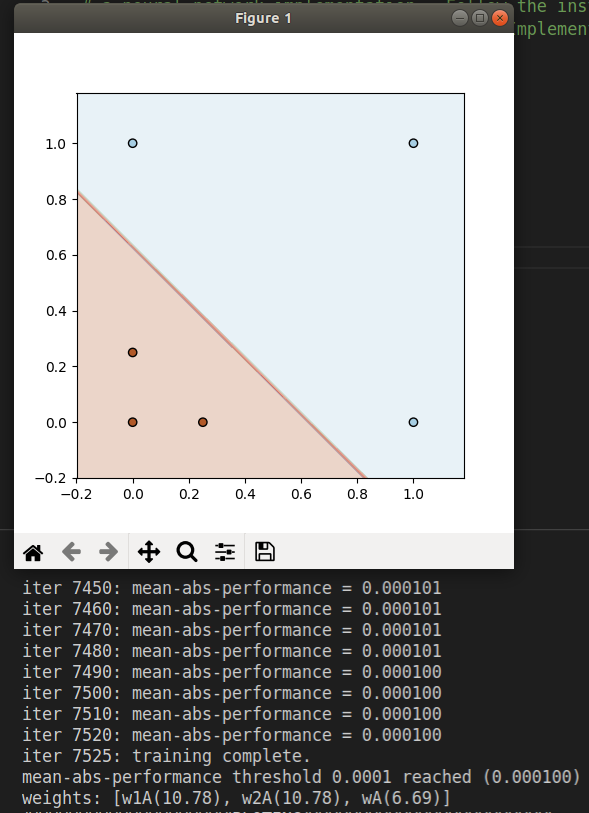 Figure 1
the ins
mplemen
1.0
0.8
0.6
0.4
0.2
0.0
−0.2
−0.2 0.0 0.2 0.4 0.6 0.8 1.0
iter 7450: mean-abs-performance = 0.000101
iter 7460: mean-abs-performance = 0.000101
iter 7470: mean-abs-performance = 0.000101
iter 7480: mean-abs-performance = 0.000101
iter 7490: mean-abs-performance = 0.000100
iter 7500: mean-abs-performance = 0.000100
iter 7510: mean-abs-performance = 0.000100
iter 7520: mean-abs-performance = 0.000100
iter 7525: training complete.
mean-abs-performance threshold 0.0001 reached (0.000100)
weights: [w1A(10.78), w2A(10.78), wA(6.69)]